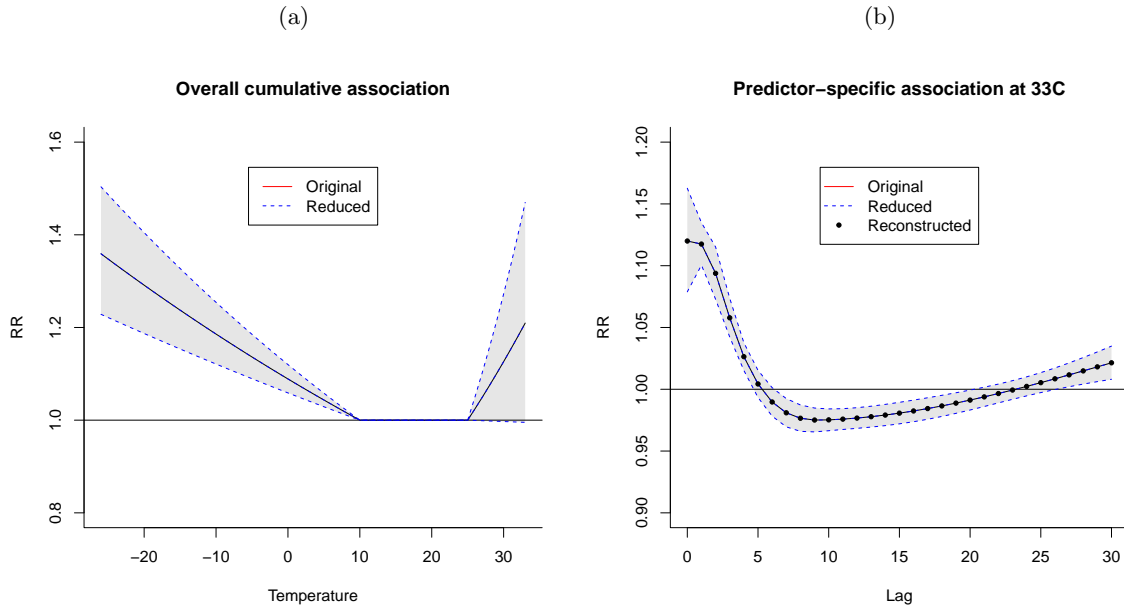 (a)
Overall cumulative association
RR
0.8 1.0 1.2 1.4 1.6
Original
Reduced
−20 −10 0 10 20 30
Temperature
(b)
Predictor−specific association at 33C
RR
0.90 0.95 1.00 1.05 1.10 1.15 1.20
Original
Reduced
Reconstructed
0 5 10 15 20 25 30
Lag